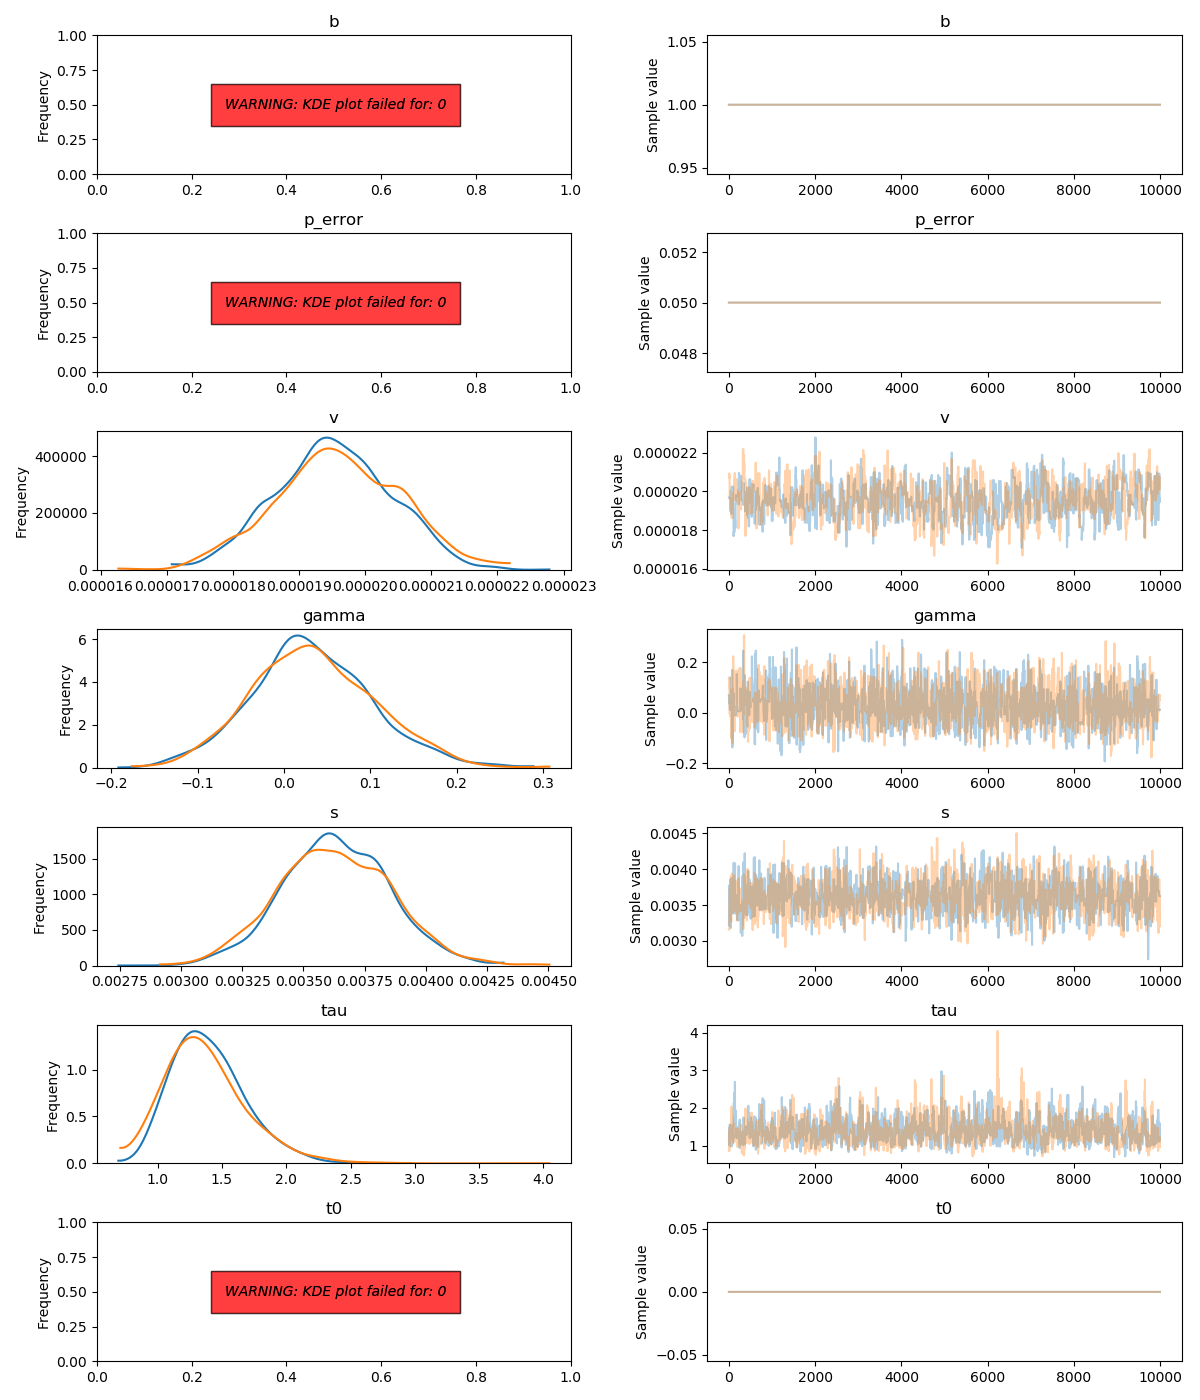 b
1.00
0.75
0.50
0.25
0.00
Frequency
WARNING: KDE plot failed for: 0
0.0 0.2 0.4 0.6 0.8 1.0
b
1.05
1.00
0.95
Sample value
0 2000 4000 6000 8000 10000
p_error
1.00
0.75
0.50
0.25
0.00
Frequency
WARNING: KDE plot failed for: 0
0.0 0.2 0.4 0.6 0.8 1.0
p_error
0.052
0.050
0.048
Sample value
0 2000 4000 6000 8000 10000
v
400000
200000
0
Frequency
0.000016 0.000017 0.000018 0.000019 0.000020 0.000021 0.000022 0.000023
v
0.000022
0.000020
0.000018
0.000016
Sample value
0 2000 4000 6000 8000 10000
gamma
6
4
2
0
Frequency
−0.2 −0.1 0.0 0.1 0.2 0.3
gamma
0.2
0.0
−0.2
Sample value
0 2000 4000 6000 8000 10000
s
1500
1000
500
0
Frequency
0.00275 0.00300 0.00325 0.00350 0.00375 0.00400 0.00425 0.00450
s
0.0045
0.0040
0.0035
0.0030
Sample value
0 2000 4000 6000 8000 10000
tau
1.0
0.5
0.0
Frequency
1.0 1.5 2.0 2.5 3.0 3.5 4.0
tau
4
3
2
1
Sample value
0 2000 4000 6000 8000 10000
t0
1.00
0.75
0.50
0.25
0.00
Frequency
WARNING: KDE plot failed for: 0
0.0 0.2 0.4 0.6 0.8 1.0
t0
0.05
0.00
−0.05
Sample value
0 2000 4000 6000 8000 10000